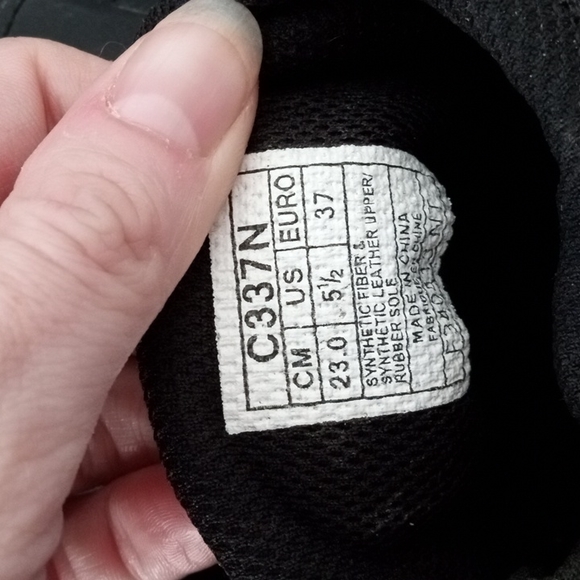 C337N
CM US EURO
23.0 5½ 37
SYNTHETIC FIBER &
SYNTHETIC LEATHER UPPER/
RUBBER SOLE
MADE IN CHINA